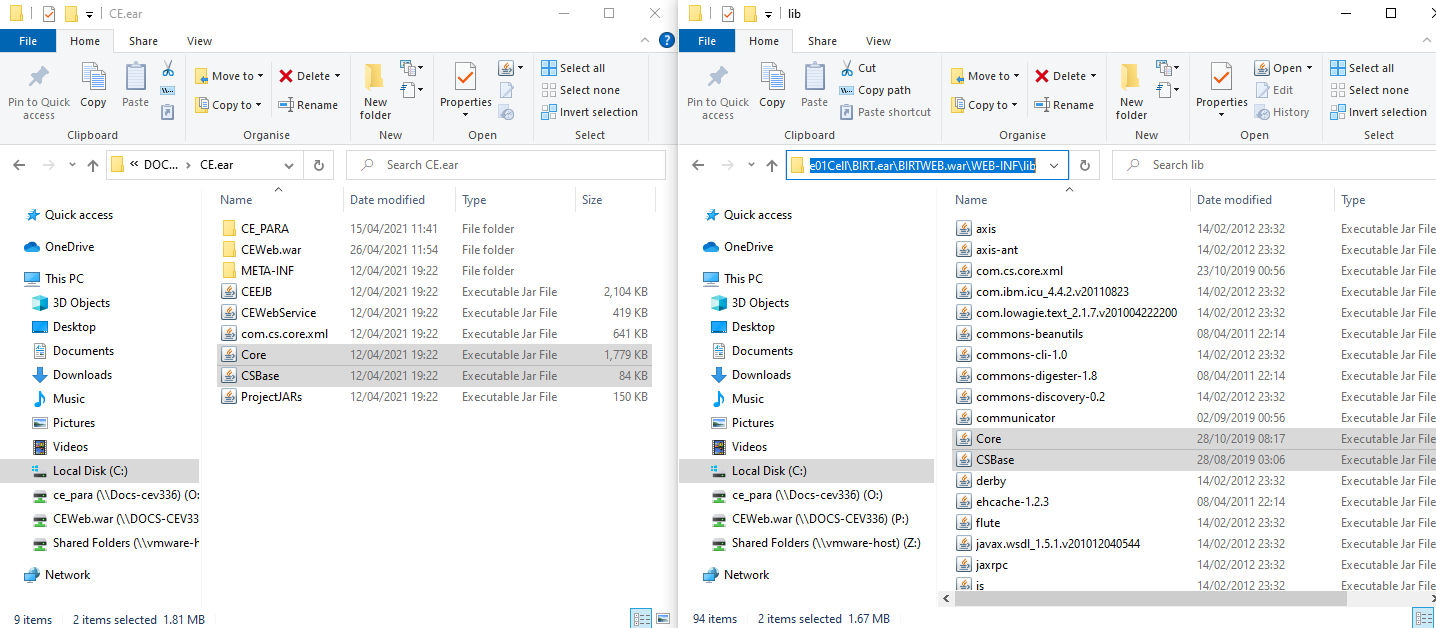 CE.ear
File Home Share View
Pin to Quick access
Copy
Paste
Move to
Copy to
Delete
Rename
New folder
Properties
Select all
Select none
Invert selection
Clipboard Organise New Open Select
« DOC... > CE.ear
Search CE.ear
Quick access
OneDrive
This PC
3D Objects
Desktop
Documents
Downloads
Music
Pictures
Videos
Local Disk (C:)
ce_para (\\Docs-cev336) (O:
CEWeb.war (\\DOCS-CEV33
Shared Folders (\\vmware-h
Network
Name Date modified Type Size
CE_PARA 15/04/2021 11:41 File folder
CEWeb.war 26/04/2021 11:54 File folder
META-INF 12/04/2021 19:22 File folder
CEEJB 12/04/2021 19:22 Executable Jar File 2,104 KB
CEWebService 12/04/2021 19:22 Executable Jar File 419 KB
com.cs.core.xml 12/04/2021 19:22 Executable Jar File 641 KB
Core 12/04/2021 19:22 Executable Jar File 1,779 KB
CSBase 12/04/2021 19:22 Executable Jar File 84 KB
ProjectJARs 12/04/2021 19:22 Executable Jar File 150 KB
9 items 2 items selected 1.81 MB
lib
File Home Share View
Pin to Quick access
Copy
Paste
Cut
Copy path
Paste shortcut
Move to
Copy to
Delete
Rename
New folder
Properties
Open
Edit
History
Select all
Select none
Invert selection
Clipboard Organise New Open Select
e01Cell\BIRT.ear\BIRTWEB.war\WEB-INF\lib
Search lib
Quick access
OneDrive
This PC
3D Objects
Desktop
Documents
Downloads
Music
Pictures
Videos
Local Disk (C:)
ce_para (\\Docs-cev336) (O:)
CEWeb.war (\\DOCS-CEV336) (P:)
Shared Folders (\\vmware-host) (Z:)
Network
Name Date modified Type
axis 14/02/2012 23:32 Executable Jar File
axis-ant 14/02/2012 23:32 Executable Jar File
com.cs.core.xml 23/10/2019 00:56 Executable Jar File
com.ibm.icu_4.4.2.v20110823 14/02/2012 23:32 Executable Jar File
com.lowagie.text_2.1.7.v201004222200 14/02/2012 23:32 Executable Jar File
commons-beanutils 08/04/2011 22:14 Executable Jar File
commons-cli-1.0 14/02/2012 23:32 Executable Jar File
commons-digester-1.8 08/04/2011 22:14 Executable Jar File
commons-discovery-0.2 14/02/2012 23:32 Executable Jar File
communicator 02/09/2019 00:56 Executable Jar File
Core 28/10/2019 08:17 Executable Jar File
CSBase 28/08/2019 03:06 Executable Jar File
derby 14/02/2012 23:32 Executable Jar File
ehcache-1.2.3 08/04/2011 22:14 Executable Jar File
flute 14/02/2012 23:32 Executable Jar File
javax.wsdl_1.5.1.v201012040544 14/02/2012 23:32 Executable Jar File
jaxrpc 14/02/2012 23:32 Executable Jar File
js 14/02/2012 23:32 Executable Jar File
94 items 2 items selected 1.67 MB